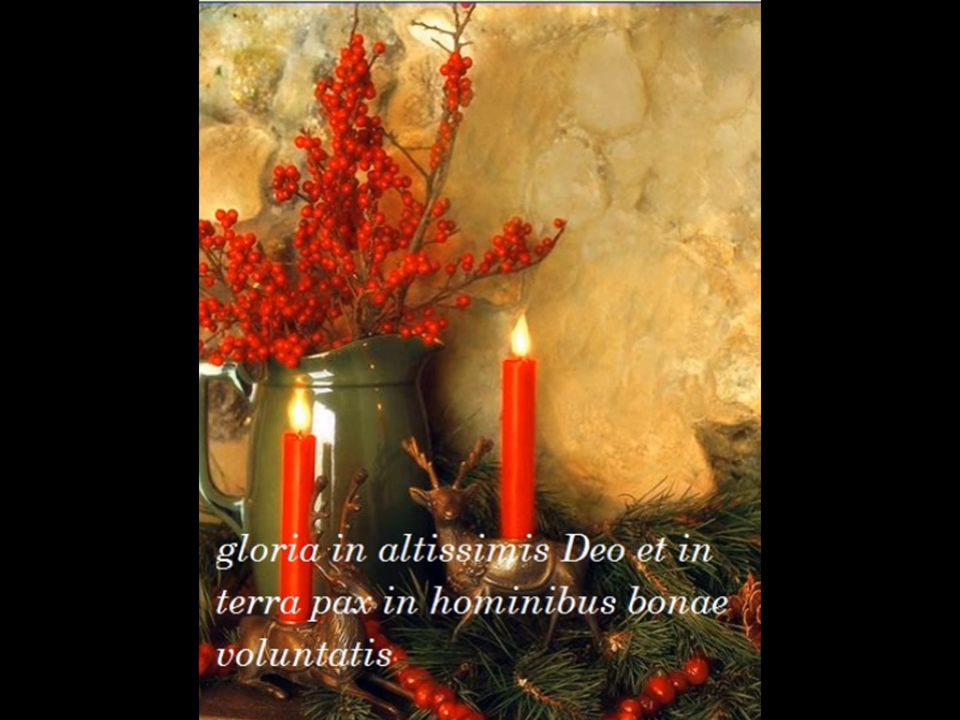 gloria in altissimis Deo et in
terra pax in hominibus bonae
voluntatis